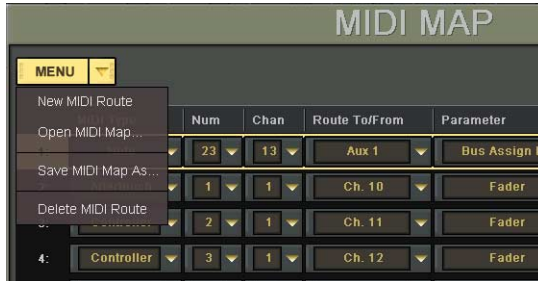 MIDI MAP
MENU
New MIDI Route
Open MIDI Map...
Save MIDI Map As...
Delete MIDI Route
Num Chan Route To/From Parameter
23 13 Aux 1 Bus Assign
1 1 Ch. 10 Fader
2 1 Ch. 11 Fader
4: Controller 3 1 Ch. 12 Fader